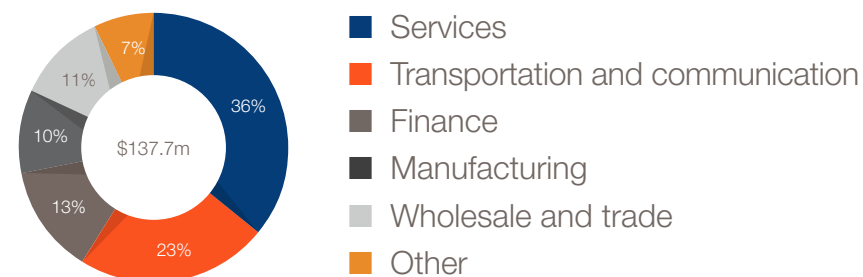 7%
11%
36%
10%
$137.7m
13%
23%
Services
Transportation and communication
Finance
Manufacturing
Wholesale and trade
Other